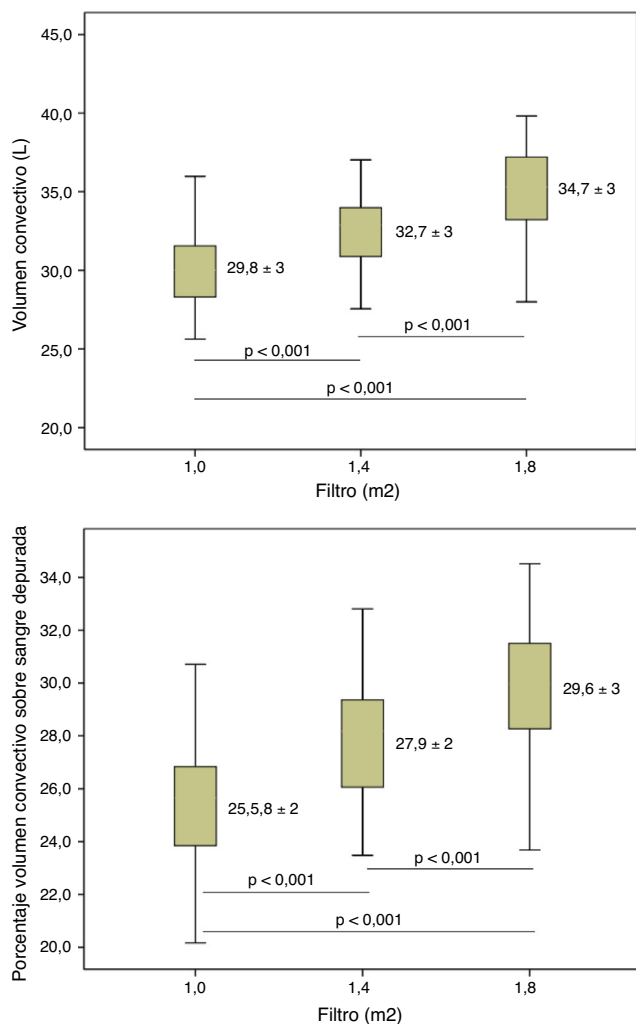 Volumen convectivo (L)
45,0
40,0
35,0
30,0
25,0
20,0
29,8 ± 3
32,7 ± 3
34,7 ± 3
p < 0,001
p < 0,001
p < 0,001
1,0
1,4
1,8
Filtro (m2)
Porcentaje volumen convectivo sobre sangre depurada
34,0
32,0
30,0
28,0
26,0
24,0
22,0
20,0
25,5,8 ± 2
27,9 ± 2
29,6 ± 3
p < 0,001
p < 0,001
p < 0,001
1,0
1,4
1,8
Filtro (m2)